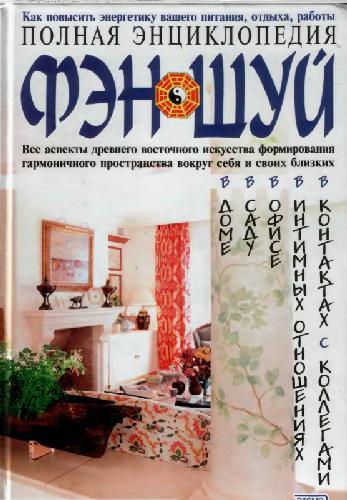 Как повысить энергетику вашего питания, отдыха, работы
ПОЛНАЯ ЭНЦИКЛОПЕДИЯ
ФЭН ШУЙ
Все аспекты древнего восточного искусства формирования
гармоничного пространства вокруг себя и своих близких
В ДОМЕ
В САДУ
В ОФИСЕ
В ИНТИМНЫХ ОТНОШЕНИЯХ
В КОНТАКТАХ С КОЛЛЕГАМИ